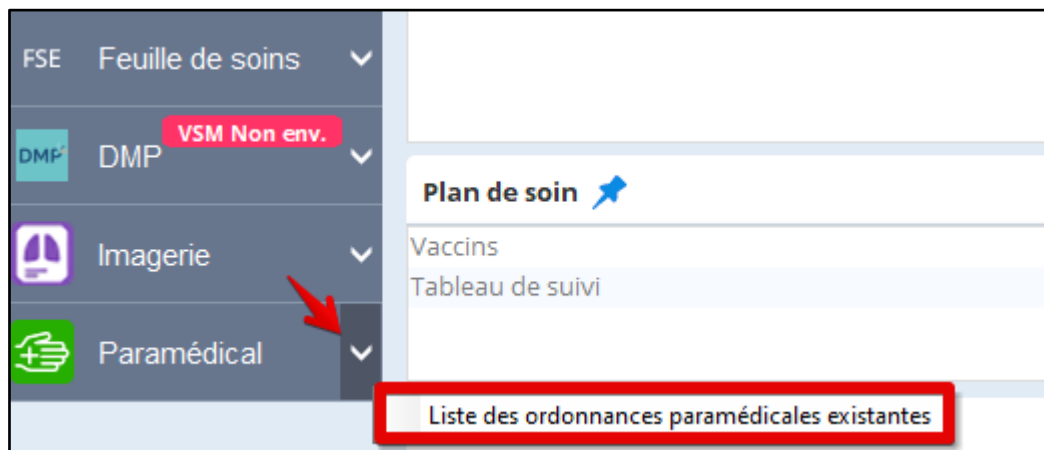 FSE Feuille de soins
VSM Non env.
DMP DMP
Imagerie
Paramédical
Plan de soin
Vaccins
Tableau de suivi
Liste des ordonnances paramédicales existantes